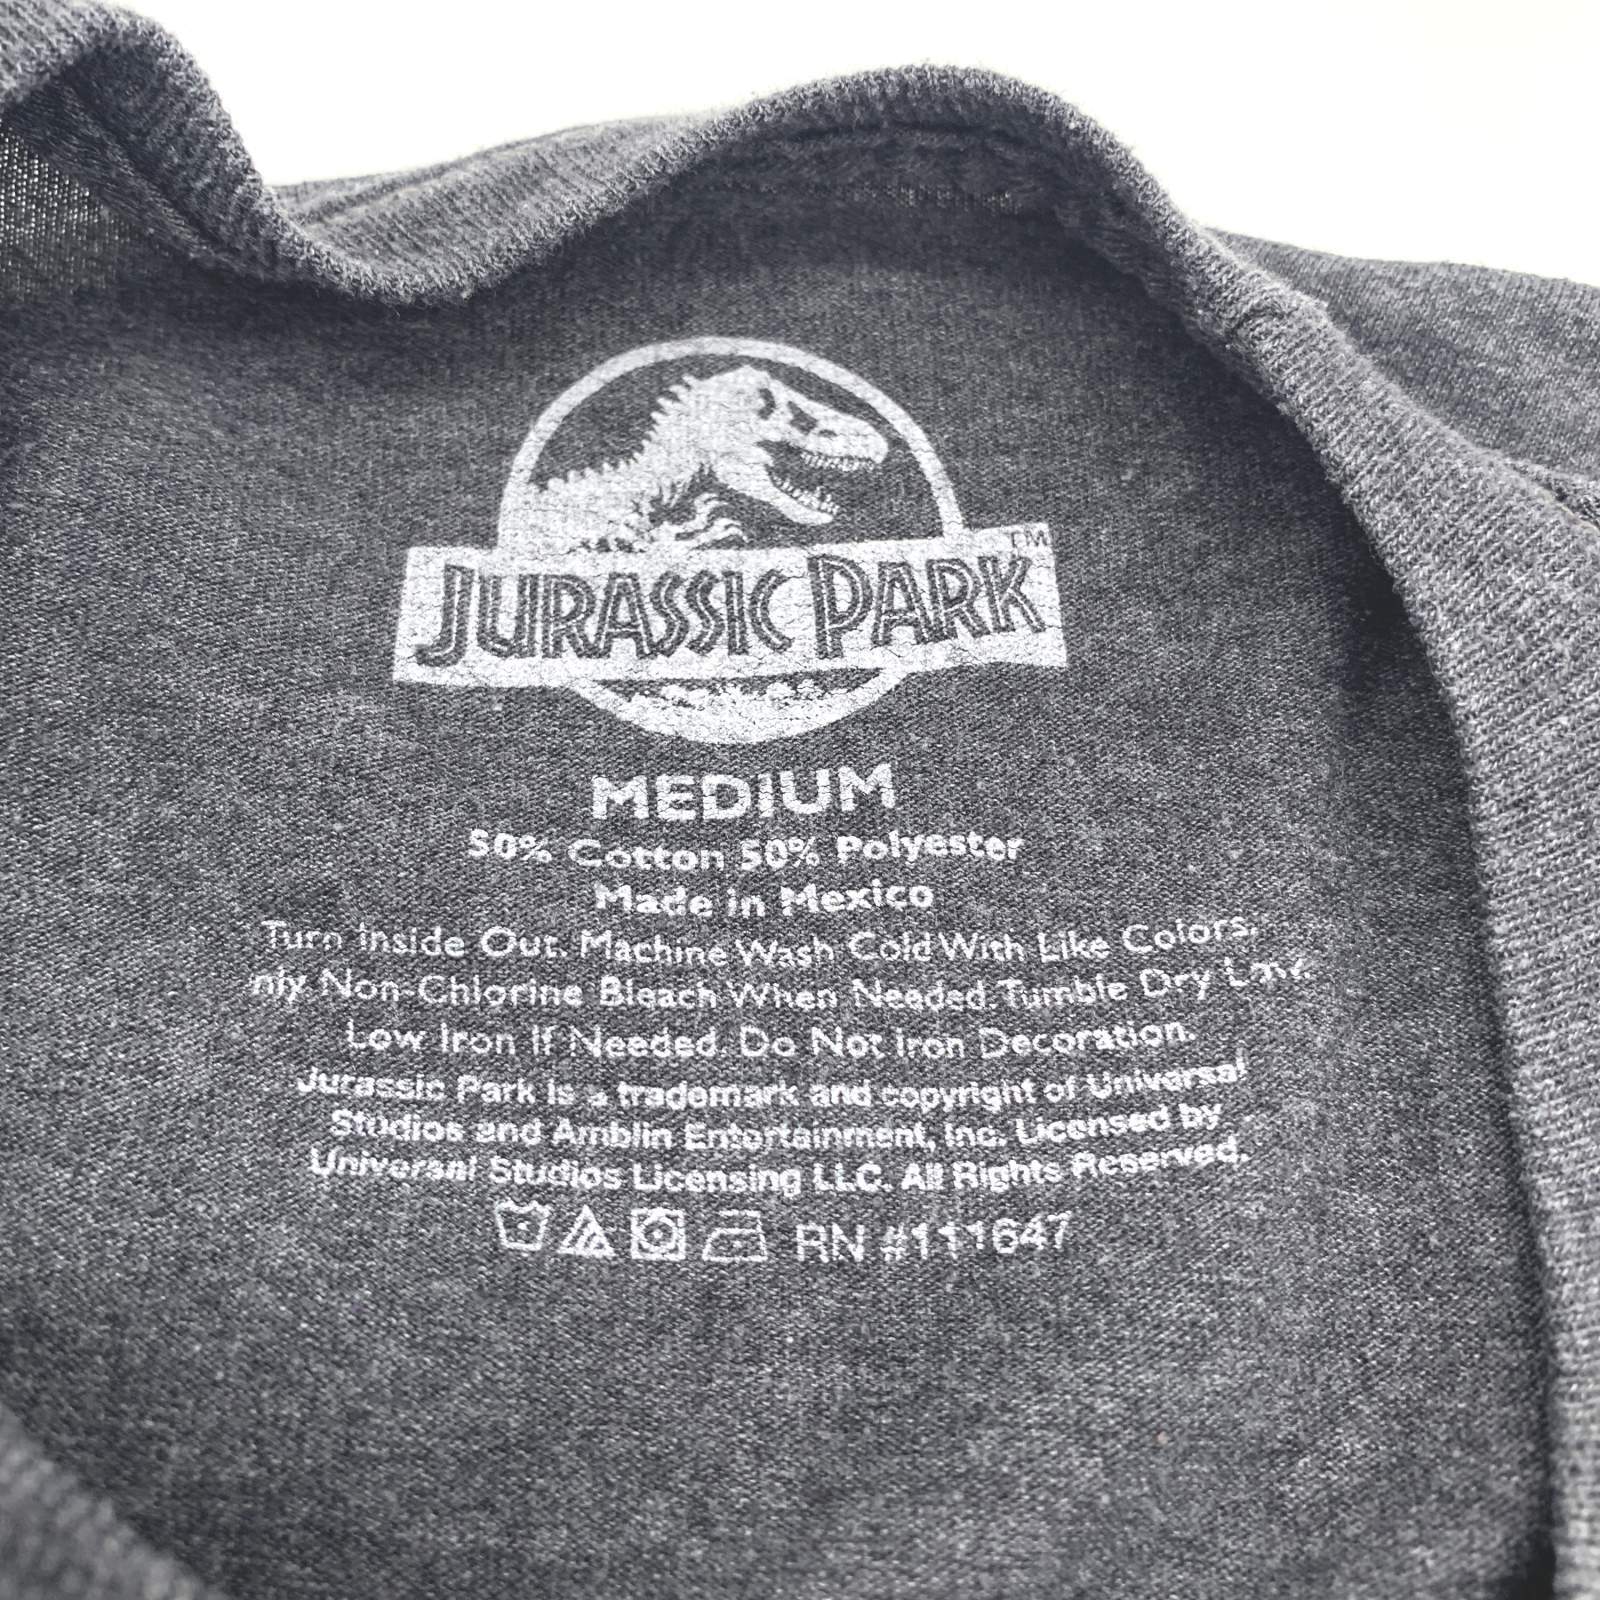 JURASSIC PARK™
MEDIUM
50% Cotton 50% Polyester
Made in Mexico
Turn Inside Out. Machine Wash Cold With Like Colors.
nly Non-Chlorine Bleach When Needed. Tumble Dry Low.
Low Iron If Needed. Do Not Iron Decoration.
Jurassic Park is a trademark and copyright of Universal
Studios and Amblin Entertainment, Inc. Licensed by
Universal Studios Licensing LLC. All Rights Reserved.
RN #111647